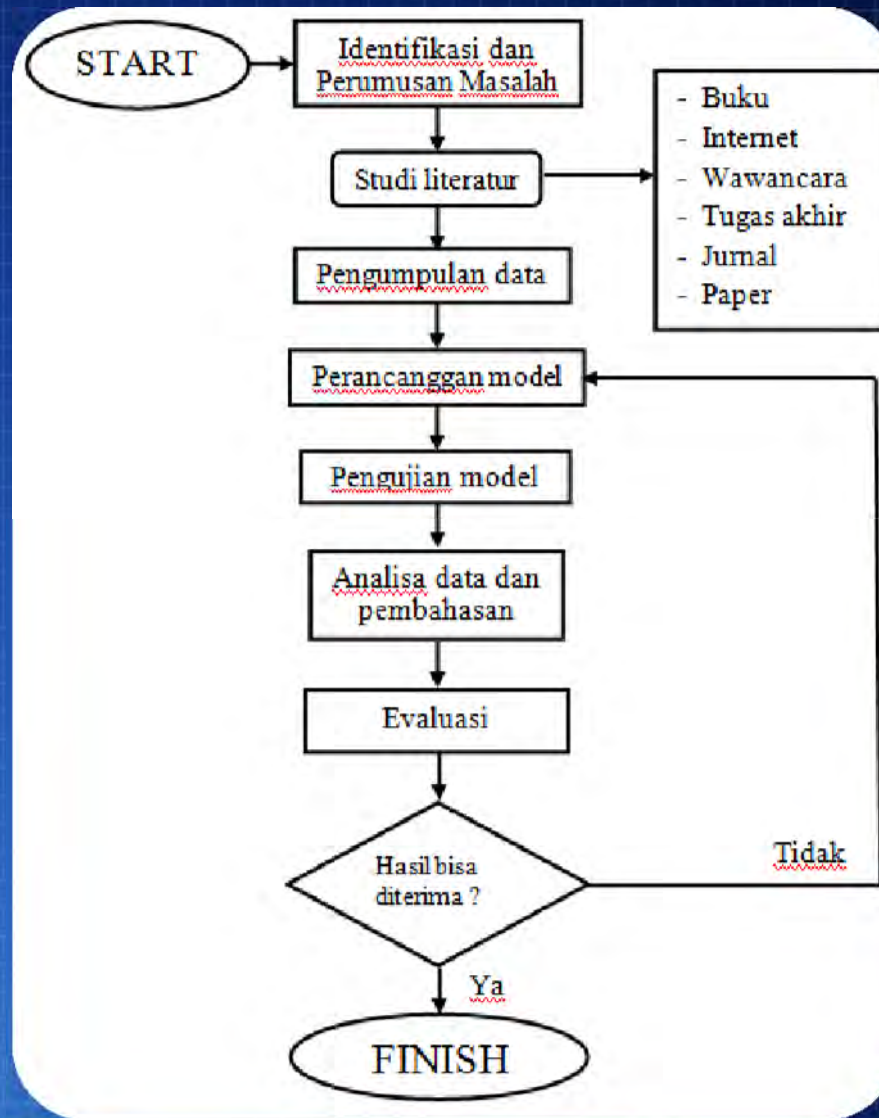 START
Identifikasi dan
Perumusan Masalah
Studi literatur
- Buku
- Internet
- Wawancara
- Tugas akhir
- Jurnal
- Paper
Pengumpulan data
Perancanggan model
Pengujian model
Analisa data dan
pembahasan
Evaluasi
Hasil bisa
diterima ?
Tidak
Ya
FINISH